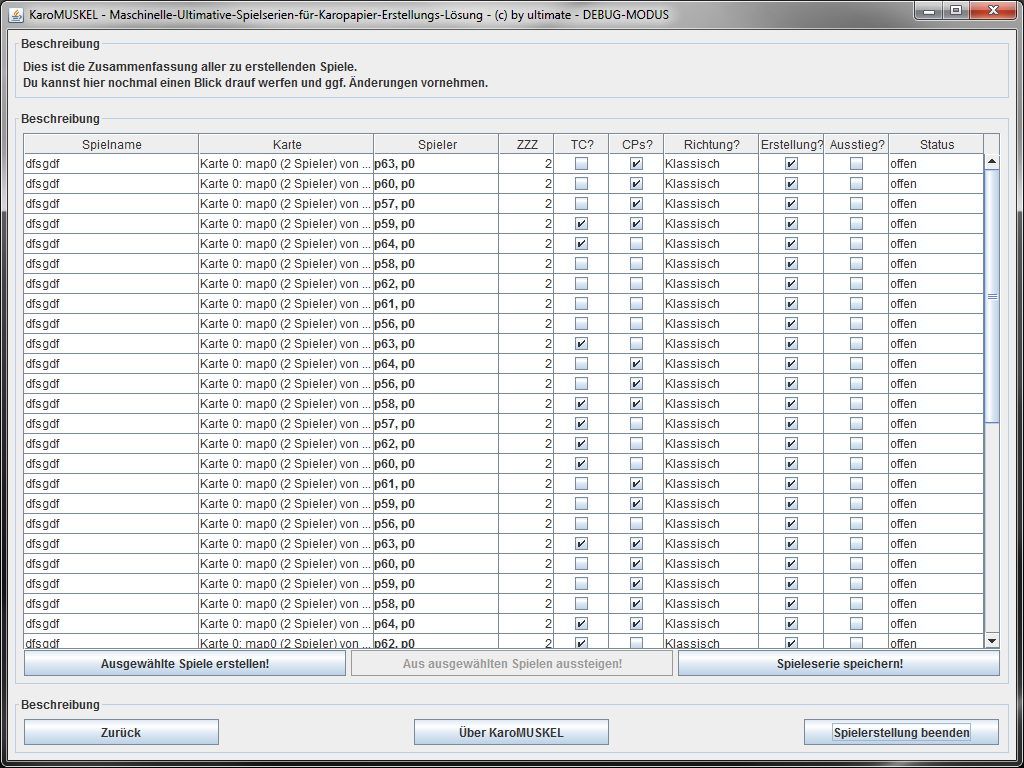 KaroMUSKEL - Maschinelle-Ultimative-Spielserien-für-Karopapier-Erstellungs-Lösung - (c) by ultimate - DEBUG-MODUS
Beschreibung
Dies ist die Zusammenfassung aller zu erstellenden Spiele.
Du kannst hier nochmal einen Blick drauf werfen und ggf. Änderungen vornehmen.
Beschreibung
Spielname Karte Spieler ZZZ TC? CPs? Richtung? Erstellung? Ausstieg? Status
dfsgdf Karte 0: map0 (2 Spieler) von ... p63, p0 2 Klassisch offen
dfsgdf Karte 0: map0 (2 Spieler) von ... p60, p0 2 Klassisch offen
dfsgdf Karte 0: map0 (2 Spieler) von ... p57, p0 2 Klassisch offen
dfsgdf Karte 0: map0 (2 Spieler) von ... p59, p0 2 Klassisch offen
dfsgdf Karte 0: map0 (2 Spieler) von ... p64, p0 2 Klassisch offen
dfsgdf Karte 0: map0 (2 Spieler) von ... p58, p0 2 Klassisch offen
dfsgdf Karte 0: map0 (2 Spieler) von ... p62, p0 2 Klassisch offen
dfsgdf Karte 0: map0 (2 Spieler) von ... p61, p0 2 Klassisch offen
dfsgdf Karte 0: map0 (2 Spieler) von ... p56, p0 2 Klassisch offen
dfsgdf Karte 0: map0 (2 Spieler) von ... p63, p0 2 Klassisch offen
dfsgdf Karte 0: map0 (2 Spieler) von ... p64, p0 2 Klassisch offen
dfsgdf Karte 0: map0 (2 Spieler) von ... p56, p0 2 Klassisch offen
dfsgdf Karte 0: map0 (2 Spieler) von ... p58, p0 2 Klassisch offen
dfsgdf Karte 0: map0 (2 Spieler) von ... p57, p0 2 Klassisch offen
dfsgdf Karte 0: map0 (2 Spieler) von ... p62, p0 2 Klassisch offen
dfsgdf Karte 0: map0 (2 Spieler) von ... p60, p0 2 Klassisch offen
dfsgdf Karte 0: map0 (2 Spieler) von ... p61, p0 2 Klassisch offen
dfsgdf Karte 0: map0 (2 Spieler) von ... p59, p0 2 Klassisch offen
dfsgdf Karte 0: map0 (2 Spieler) von ... p56, p0 2 Klassisch offen
dfsgdf Karte 0: map0 (2 Spieler) von ... p63, p0 2 Klassisch offen
dfsgdf Karte 0: map0 (2 Spieler) von ... p60, p0 2 Klassisch offen
dfsgdf Karte 0: map0 (2 Spieler) von ... p59, p0 2 Klassisch offen
dfsgdf Karte 0: map0 (2 Spieler) von ... p58, p0 2 Klassisch offen
dfsgdf Karte 0: map0 (2 Spieler) von ... p64, p0 2 Klassisch offen
dfsgdf Karte 0: map0 (2 Spieler) von ... p62, p0 2 Klassisch offen
Ausgewählte Spiele erstellen! Aus ausgewählten Spielen aussteigen! Spieleserie speichern!
Beschreibung
Zurück Über KaroMUSKEL Spielerstellung beenden